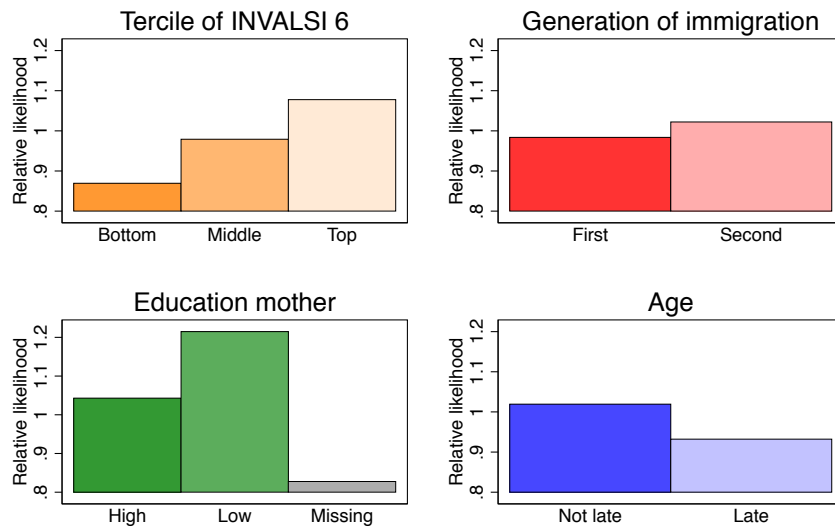 Tercile of INVALSI 6
Relative likelihood
.8 .9 1 1.1 1.2
Bottom Middle Top
Generation of immigration
Relative likelihood
.8 .9 1 1.1 1.2
First Second
Education mother
Relative likelihood
.8 .9 1 1.1 1.2
High Low Missing
Age
Relative likelihood
.8 .9 1 1.1 1.2
Not late Late